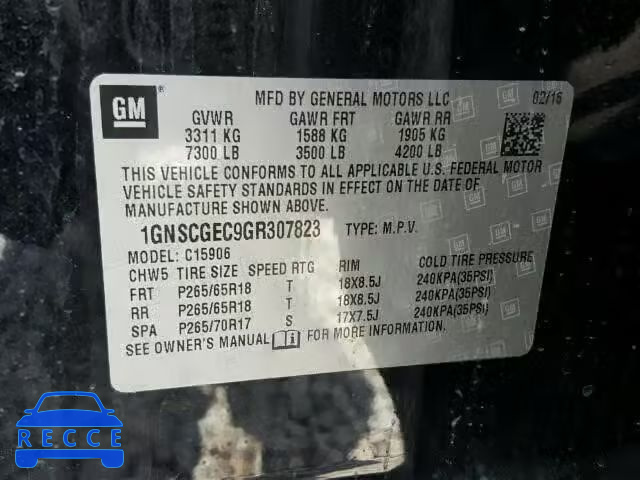 GM ®
MFD BY GENERAL MOTORS LLC 02/16
GVWR GAWR FRT GAWR RR
3311 KG 1588 KG 1905 KG
7300 LB 3500 LB 4200 LB
THIS VEHICLE CONFORMS TO ALL APPLICABLE U.S. FEDERAL MOTOR
VEHICLE SAFETY STANDARDS IN EFFECT ON THE DATE OF
MANUFACTURE SHOWN ABOVE.
1GNSCGEC9GR307823 TYPE: M.P.V.
MODEL: C15906
CHW5 TIRE SIZE SPEED RTG RIM COLD TIRE PRESSURE
FRT P265/65R18 T 18X8.5J 240KPA(35PSI)
RR P265/65R18 T 18X8.5J 240KPA(35PSI)
SPA P265/70R17 S 17X7.5J 240KPA(35PSI)
SEE OWNER'S MANUAL FOR MORE INFORMATION.
RECCE